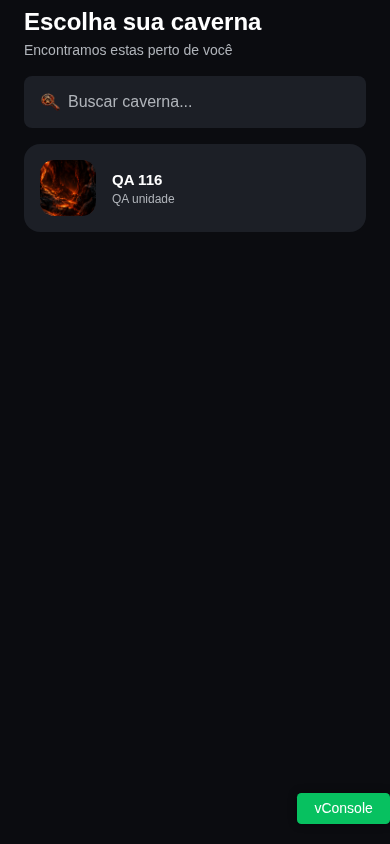 Escolha sua caverna
Encontramos estas perto de você
Buscar caverna...
QA 116
QA unidade
vConsole